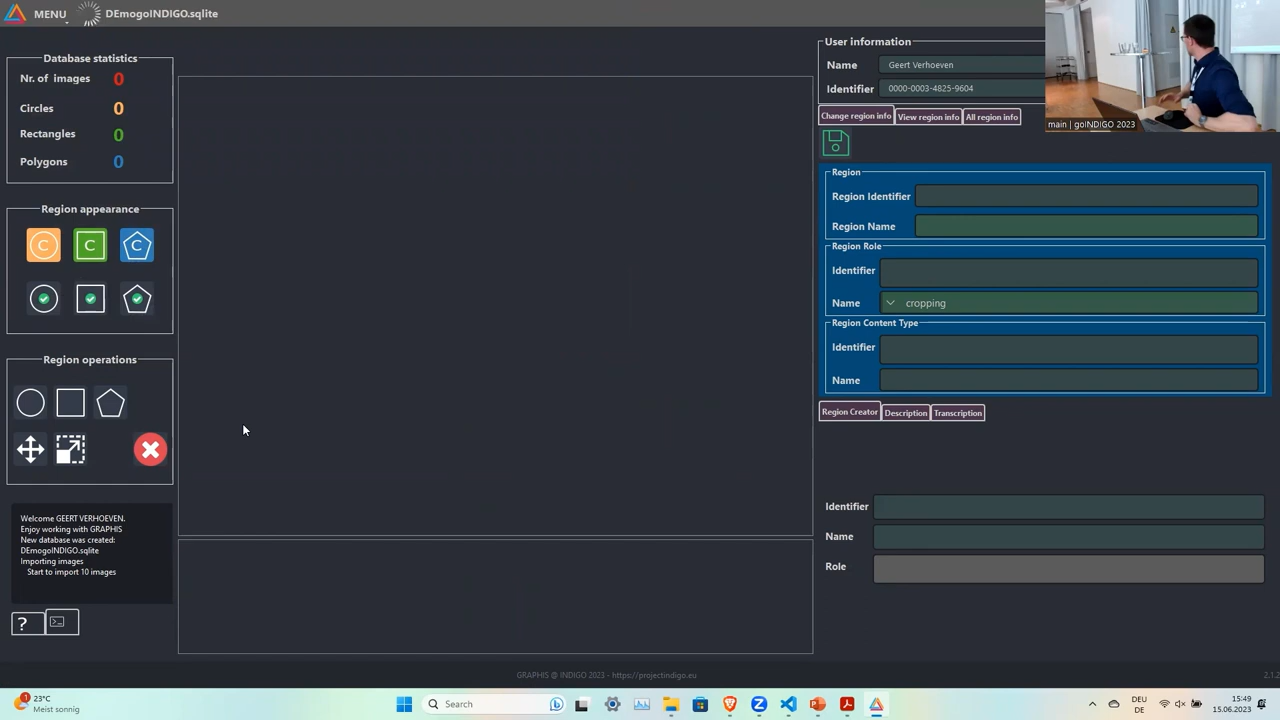 MENU
DEmogoINDIGO.sqlite
Database statistics
Nr. of images 0
Circles 0
Rectangles 0
Polygons 0
Region appearance
C C C
Region operations
Welcome GEERT VERHOEVEN.
Enjoy working with GRAPHIS
New database was created:
DEmogoINDIGO.sqlite
Importing images
Start to import 10 images
?
User information
Name Geert Verhoeven
Identifier 0000-0003-4825-9604
main | goINDIGO 2023
Change region info View region info All region info
Region
Region Identifier
Region Name
Region Role
Identifier
Name cropping
Region Content Type
Identifier
Name
Region Creator Description Transcription
Identifier
Name
Role
GRAPHIS @ INDIGO 2023 - https://projectindigo.eu
2.1.2
1
23°C
Meist sonnig
Search
DEU
DE
15:49
15.06.2023